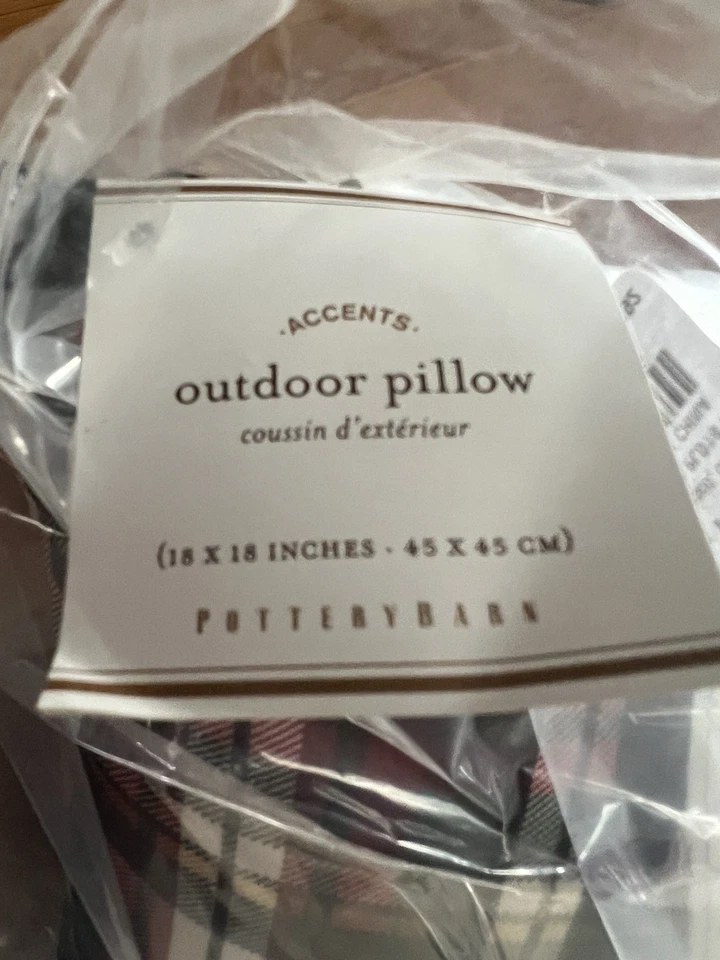 ·ACCENTS·
outdoor pillow
coussin d'extérieur
(18 X 18 INCHES · 45 X 45 CM)
POTTERYBARN